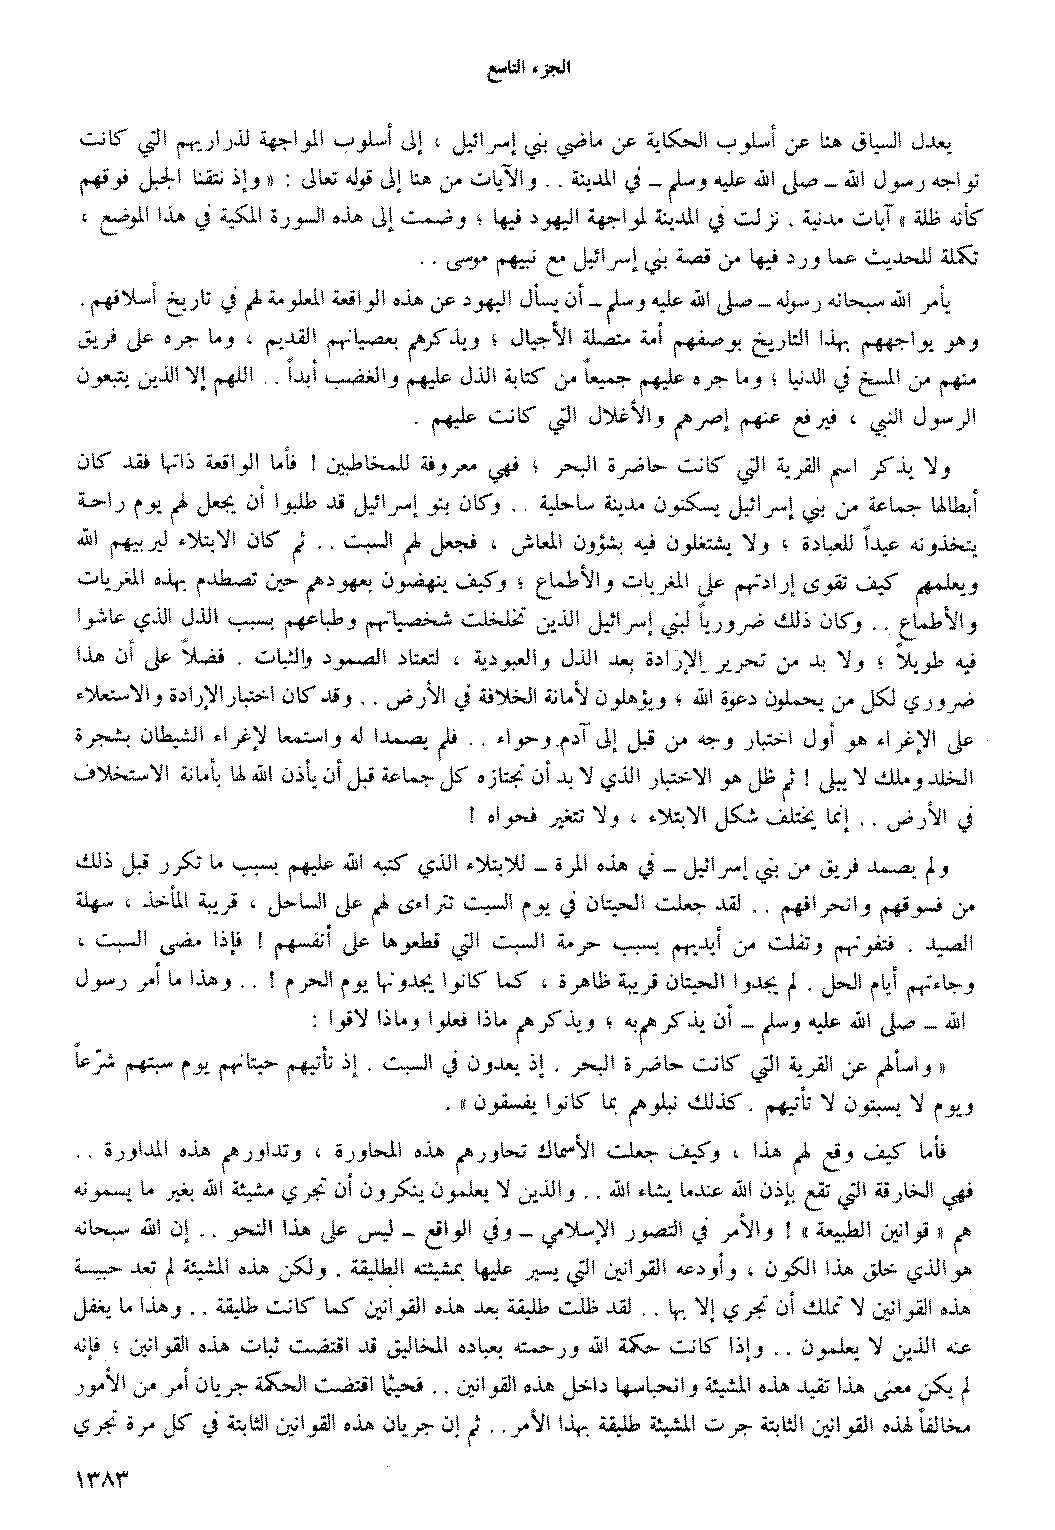 الجزء التاسع
يعدل السياق هنا عن أسلوب الحكاية عن ماضي بني إسرائيل ، إلى أسلوب المواجهة لذراريهم التي كانت
تواجه رسول الله ــ صلى الله عليه وسلم ــ في المدينة .. والآيات من هنا إلى قوله تعالى : « وإذ نتقنا الجبل فوقهم
كأنه ظلة » آيات مدنية . نزلت في المدينة لمواجهة اليهود فيها ؛ وضمت إلى هذه السورة المكية في هذا الموضع ،
تكملة للحديث عما ورد فيها من قصة بني إسرائيل مع نبيهم موسى ..
يأمر الله سبحانه رسوله ــ صلى الله عليه وسلم ــ أن يسأل اليهود عن هذه الواقعة المعلومة لهم في تاريخ أسلافهم .
وهو يواجههم بهذا التاريخ بوصفهم أمة متصلة الأجيال ؛ ويذكرهم بعصيانهم القديم ، وما جره على فريق
منهم من المسخ في الدنيا ؛ وما جره عليهم جميعاً من كتابة الذل عليهم والغضب أبداً .. اللهم إلا الذين يتبعون
الرسول النبي ، فيرفع عنهم إصرهم والأغلال التي كانت عليهم .
ولا يذكر اسم القرية التي كانت حاضرة البحر ؛ فهي معروفة للمخاطبين ! فأما الواقعة ذاتها فقد كان
أبطالها جماعة من بني إسرائيل يسكنون مدينة ساحلية .. وكان بنو إسرائيل قد طلبوا أن يجعل لهم يوم راحة
يتخذونه عيداً للعبادة ؛ ولا يشتغلون فيه بشؤون المعاش ، فجعل لهم السبت .. ثم كان الابتلاء ليربيهم الله
ويعلمهم كيف تقوى إرادتهم على المغريات والأطماع ؛ وكيف ينهضون بعهودهم حين تصطدم بهذه المغريات
والأطماع .. وكان ذلك ضرورياً لبني إسرائيل الذين تخلخلت شخصياتهم وطباعهم بسبب الذل الذي عاشوا
فيه طويلاً ؛ ولا بد من تحرير الإرادة بعد الذل والعبودية ، لتعتاد الصمود والثبات . فضلاً على أن هذا
ضروري لكل من يحملون دعوة الله ؛ ويؤهلون لأمانة الخلافة في الأرض .. وقد كان اختبار الإرادة والاستعلاء
على الإغراء هو أول اختبار وجه من قبل إلى آدم وحواء .. فلم يصمدا له واستمعا لإغراء الشيطان بشجرة
الخلد وملك لا يبلى ! ثم ظل هو الاختبار الذي لا بد أن تجتازه كل جماعة قبل أن يأذن الله لها بأمانة الاستخلاف
في الأرض .. إنما يختلف شكل الابتلاء ، ولا تتغير فحواه !
ولم يصمد فريق من بني إسرائيل ــ في هذه المرة ــ للابتلاء الذي كتبه الله عليهم بسبب ما تكرر قبل ذلك
من فسوقهم وانحرافهم .. لقد جعلت الحيتان في يوم السبت تتراءى لهم على الساحل ، قريبة المأخذ ، سهلة
الصيد . فتفوتهم وتفلت من أيديهم بسبب حرمة السبت التي قطعوها على أنفسهم ! فإذا مضى السبت ،
وجاءتهم أيام الحل . لم يجدوا الحيتان قريبة ظاهرة ، كما كانوا يجدونها يوم الحرم ! .. وهذا ما أمر رسول
الله ــ صلى الله عليه وسلم ــ أن يذكرهم به ؛ ويذكرهم ماذا فعلوا وماذا لاقوا :
« واسألهم عن القرية التي كانت حاضرة البحر . إذ يعدون في السبت . إذ تأتيهم حيتانهم يوم سبتهم شرّعاً
ويوم لا يسبتون لا تأتيهم . كذلك نبلوهم بما كانوا يفسقون » .
فأما كيف وقع لهم هذا ، وكيف جعلت الأسماك تحاورهم هذه المحاورة ، وتداورهم هذه المداورة ..
فهي الخارقة التي تقع بإذن الله عندما يشاء الله .. والذين لا يعلمون ينكرون أن تجري مشيئة الله بغير ما يسمونه
هم « قوانين الطبيعة » ! والأمر في التصور الإسلامي ــ وفي الواقع ــ ليس على هذا النحو .. إن الله سبحانه
هو الذي خلق هذا الكون ، وأودعه القوانين التي يسير عليها بمشيئته الطليقة . ولكن هذه المشيئة لم تعد حبيسة
هذه القوانين لا تملك أن تجري إلا بها .. لقد ظلت طليقة بعد هذه القوانين كما كانت طليقة .. وهذا ما يغفل
عنه الذين لا يعلمون .. وإذا كانت حكمة الله ورحمته بعباده المخاليق قد اقتضت ثبات هذه القوانين ؛ فإنه
لم يكن معنى هذا تقيد هذه المشيئة وانحباسها داخل هذه القوانين .. فحيثما اقتضت الحكمة جريان أمر من الأمور
مخالفاً لهذه القوانين الثابتة جرت المشيئة طليقة بهذا الأمر .. ثم إن جريان هذه القوانين الثابتة في كل مرة تجري
١٣٨٣